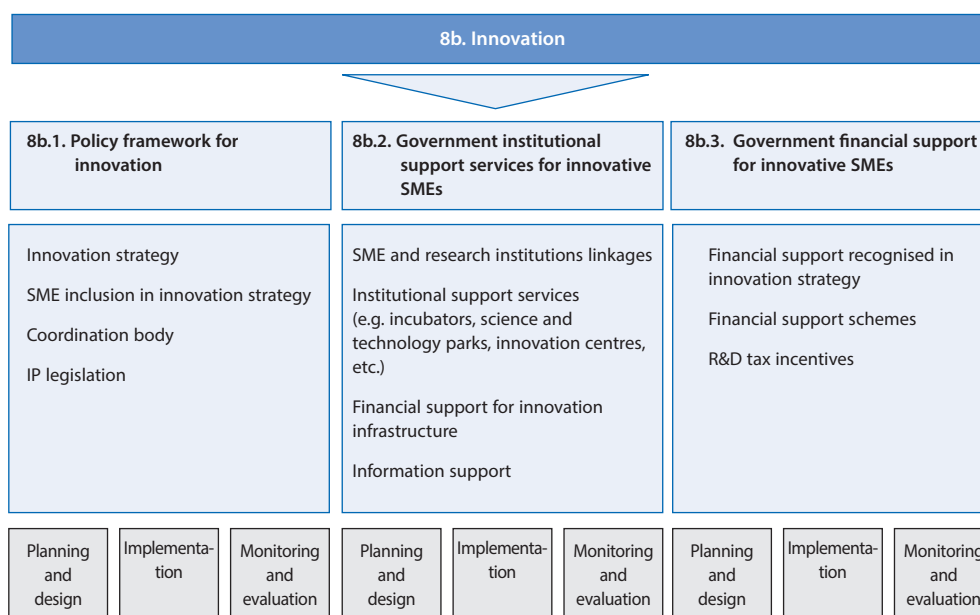 8b. Innovation
8b.1. Policy framework for
innovation
8b.2. Government institutional
support services for innovative
SMEs
8b.3. Government financial support
for innovative SMEs
Innovation strategy
SME inclusion in innovation strategy
Coordination body
IP legislation
SME and research institutions linkages
Institutional support services
(e.g. incubators, science and
technology parks, innovation centres,
etc.)
Financial support for innovation
infrastructure
Information support
Financial support recognised in
innovation strategy
Financial support schemes
R&D tax incentives
Planning
and
design
Implementa-
tion
Monitoring
and
evaluation
Planning
and
design
Implementa-
tion
Monitoring
and
evaluation
Planning
and
design
Implementa-
tion
Monitoring
and
evaluation